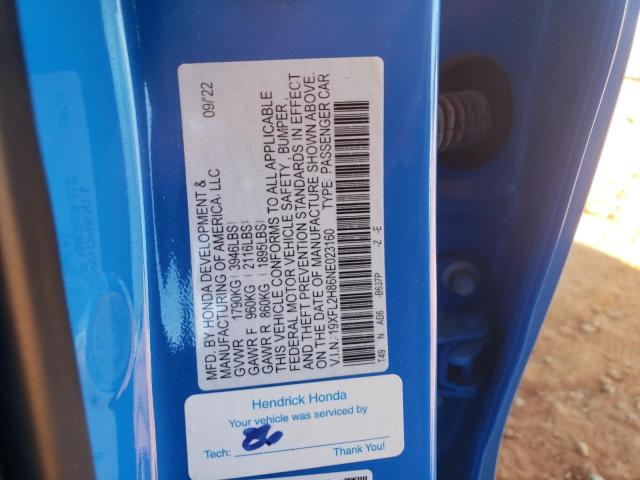 MFD. BY HONDA DEVELOPMENT & 09/22
MANUFACTURING OF AMERICA, LLC
GVWR 1790KG ( 3946LBS)
GAWR F 960KG ( 2116LBS)
GAWR R 860KG ( 1895LBS)
THIS VEHICLE CONFORMS TO ALL APPLICABLE
FEDERAL MOTOR VEHICLE SAFETY , BUMPER,
AND THEFT PREVENTION STANDARDS IN EFFECT
ON THE DATE OF MANUFACTURE SHOWN ABOVE.
V.I.N: 19XFL2H86NE023160 TYPE: PASSENGER CAR
T49 N AB6 -B637P -Z -E
Hendrick Honda
Your vehicle was serviced by
Tech:
Thank You!